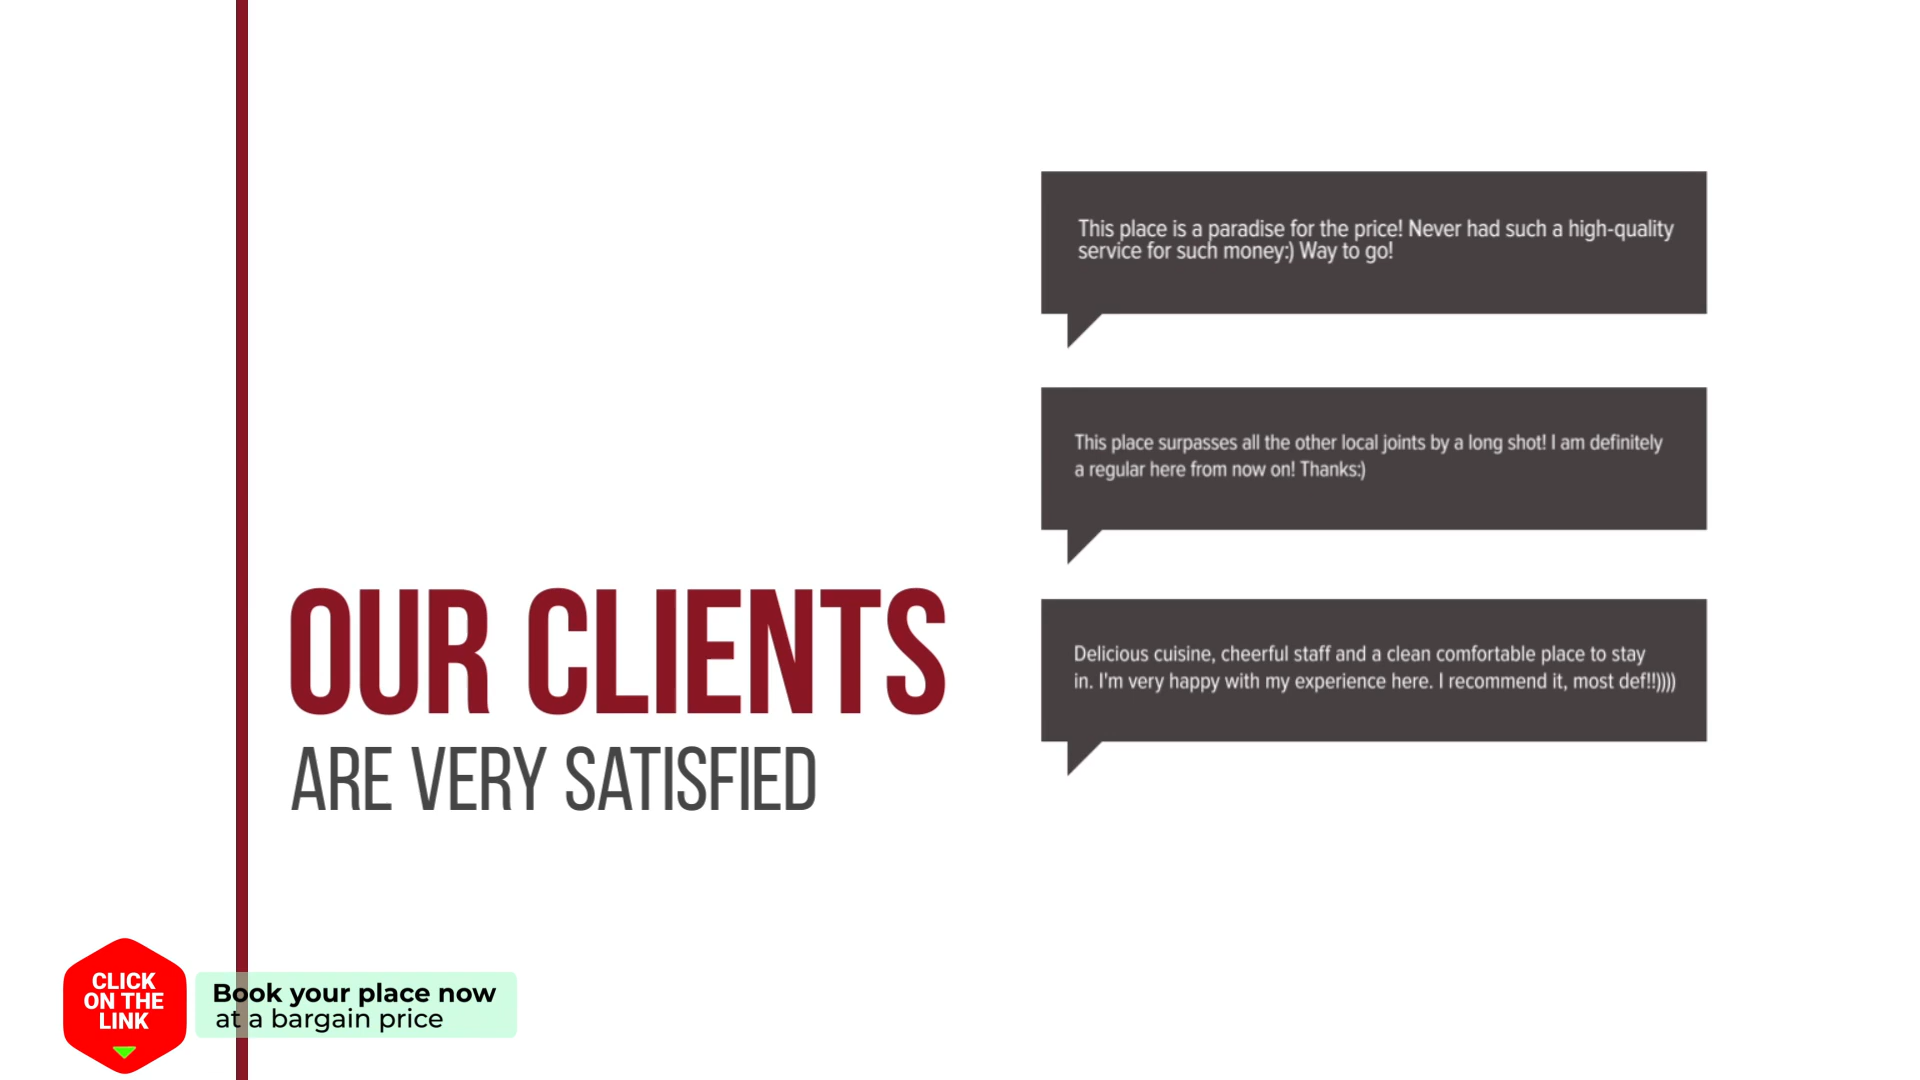 This place is a paradise for the price! Never had such a high-quality
service for such money:) Way to go!
This place surpasses all the other local joints by a long shot! I am definitely
a regular here from now on! Thanks:)
Delicious cuisine, cheerful staff and a clean comfortable place to stay
in. I'm very happy with my experience here. I recommend it, most def!!))))
OUR CLIENTS
ARE VERY SATISFIED
CLICK
ON THE
LINK
Book your place now
at a bargain price